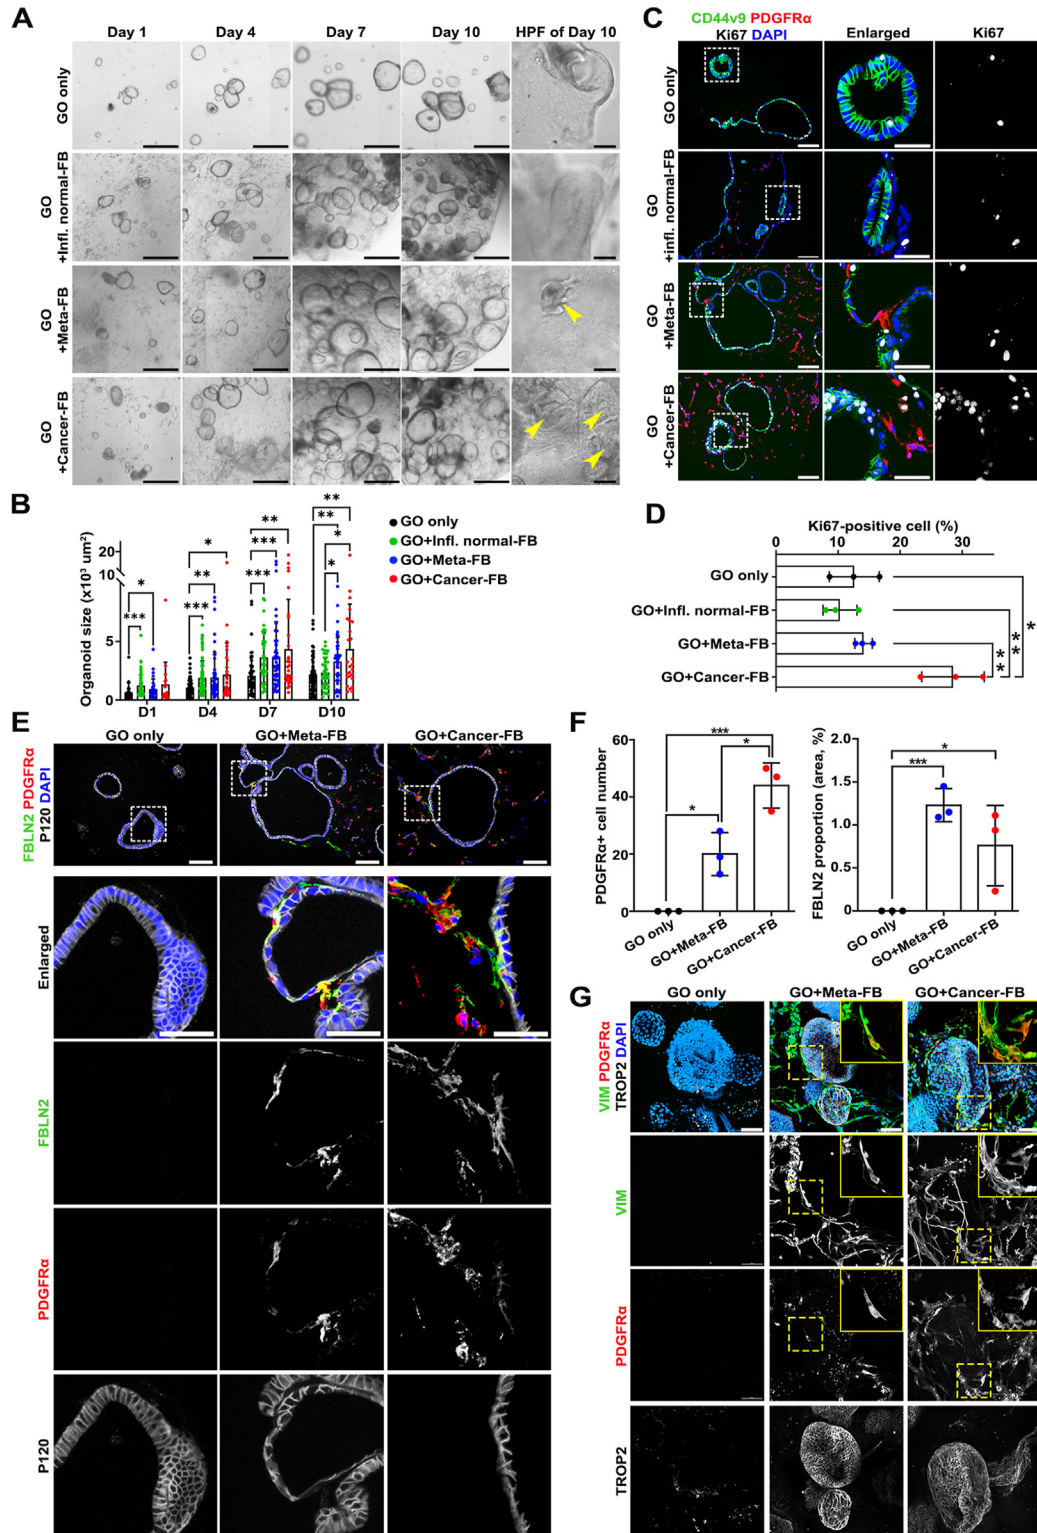 A
Day 1
Day 4
Day 7
Day 10
HPF of Day 10
GO only
GO
+Infl. normal-FB
GO
+Meta-FB
GO
+Cancer-FB
B
Organoid size (x10³ um²)
20
10
5
0
D1
D4
D7
D10
*
***
*
**
***
**
***
***
**
**
*
*
GO only
GO+Infl. normal-FB
GO+Meta-FB
GO+Cancer-FB
C
CD44v9 PDGFRα
Ki67 DAPI
Enlarged
Ki67
GO only
GO
+infl. normal-FB
GO
+Meta-FB
GO
+Cancer-FB
D
Ki67-positive cell (%)
0 10 20 30
GO only
GO+Infl. normal-FB
GO+Meta-FB
GO+Cancer-FB
**
**
*
E
GO only
GO+Meta-FB
GO+Cancer-FB
FBLN2 PDGFRα
P120 DAPI
Enlarged
FBLN2
PDGFRα
P120
F
PDGFRα+ cell number
60
40
20
0
***
*
*
GO only
GO+Meta-FB
GO+Cancer-FB
FBLN2 proportion (area, %)
2.0
1.5
1.0
0.5
0.0
*
***
GO only
GO+Meta-FB
GO+Cancer-FB
G
GO only
GO+Meta-FB
GO+Cancer-FB
VIM PDGFRα
TROP2 DAPI
VIM
PDGFRα
TROP2